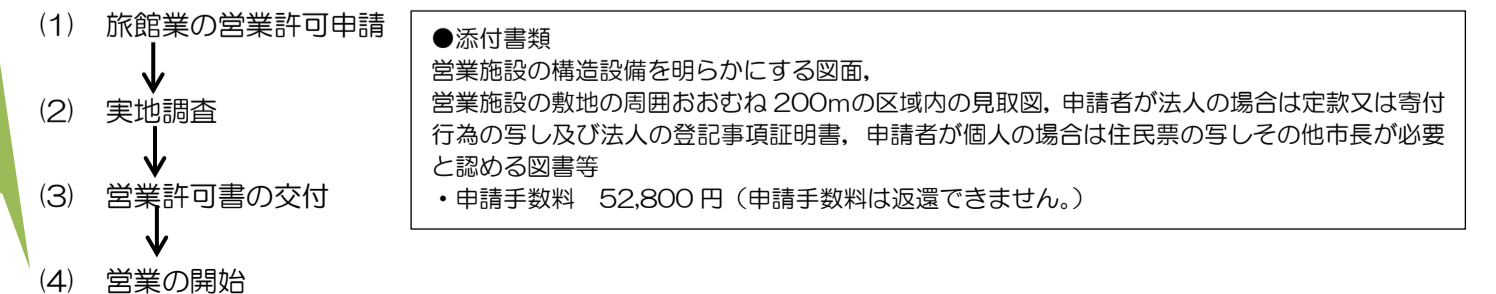 (1) 旅館業の営業許可申請
(2) 実地調査
(3) 営業許可書の交付
(4) 営業の開始
●添付書類
営業施設の構造設備を明らかにする図面,
営業施設の敷地の周囲おおむね 200mの区域内の見取図, 申請者が法人の場合は定款又は寄付
行為の写し及び法人の登記事項証明書, 申請者が個人の場合は住民票の写しその他市長が必要
と認める図書等
・申請手数料 52,800 円（申請手数料は返還できません。）